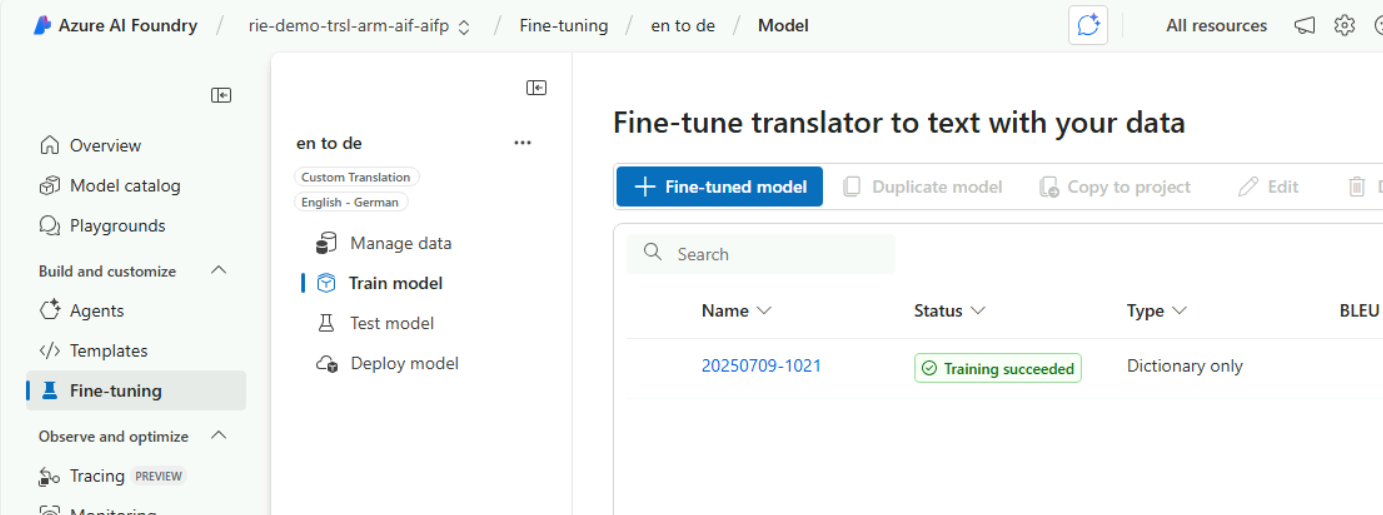 Azure AI Foundry / rie-demo-trsl-arm-aif-aifp / Fine-tuning / en to de / Model All resources
Overview
Model catalog
Playgrounds
Build and customize
Agents
Templates
Fine-tuning
Observe and optimize
Tracing PREVIEW
Monitoring
en to de
Custom Translation
English - German
Manage data
Train model
Test model
Deploy model
Fine-tune translator to text with your data
Fine-tuned model Duplicate model Copy to project Edit
Search
Name Status Type BLEU
20250709-1021 Training succeeded Dictionary only